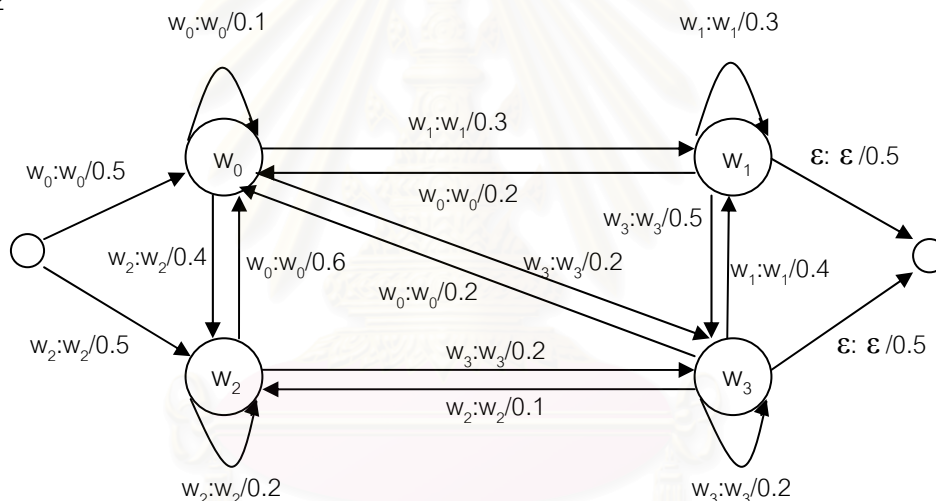 w₀:w₀/0.1
w₁:w₁/0.3
w₁:w₁/0.3
w₀
w₁
w₀:w₀/0.5
w₀:w₀/0.2
ε: ε/0.5
w₃:w₃/0.5
w₂:w₂/0.4
w₀:w₀/0.6
w₃:w₃/0.2
w₁:w₁/0.4
w₀:w₀/0.2
w₂:w₂/0.5
ε: ε/0.5
w₃:w₃/0.2
w₂
w₃
w₂:w₂/0.1
w₂:w₂/0.2
w₃:w₃/0.2